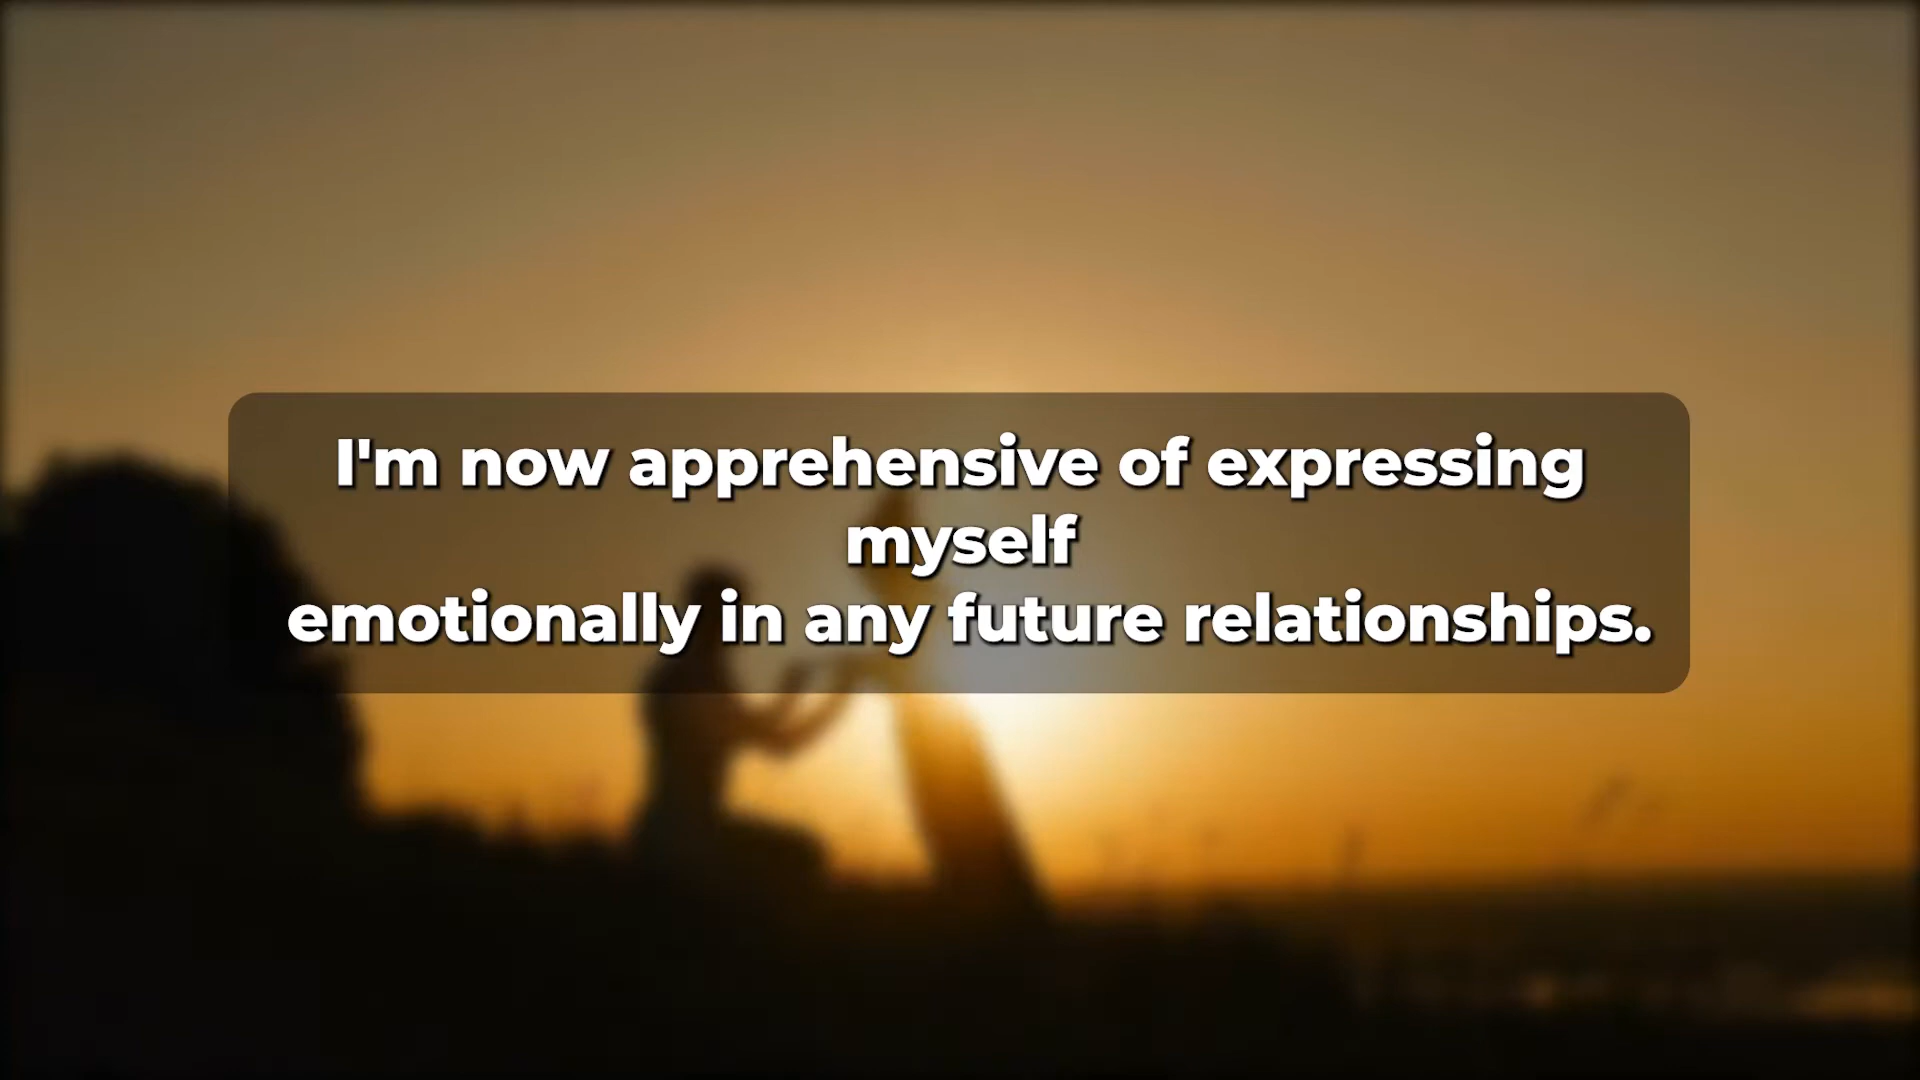 I'm now apprehensive of expressing
myself
emotionally in any future relationships.